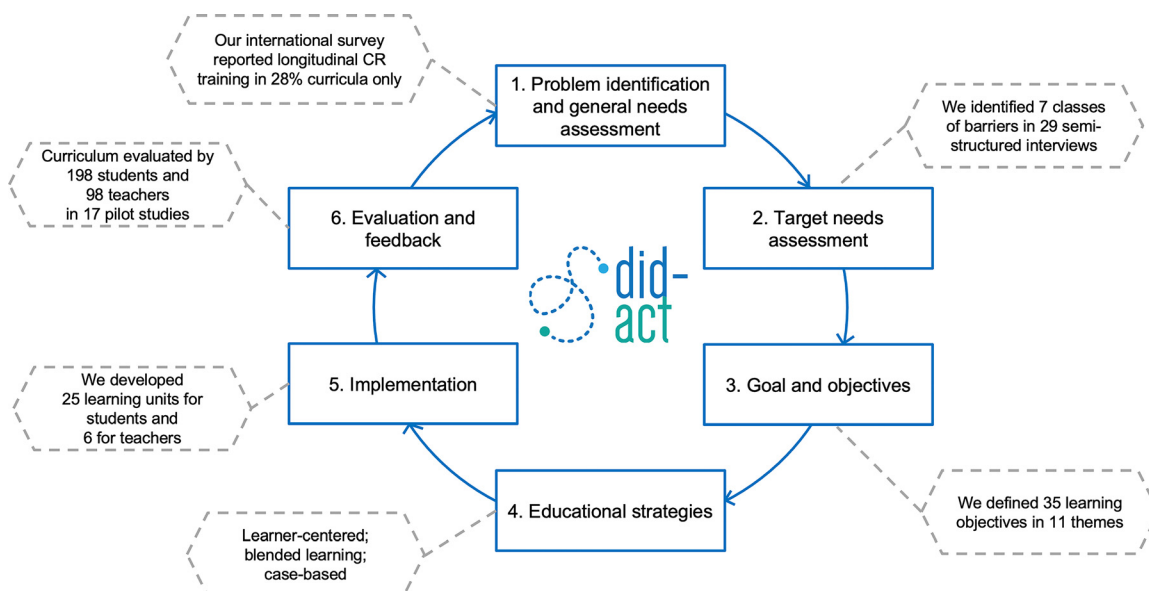 Our international survey
reported longitudinal CR
training in 28% curricula only
1. Problem identification
and general needs
assessment
We identified 7 classes
of barriers in 29 semi-
structured interviews
Curriculum evaluated by
198 students and
98 teachers
in 17 pilot studies
6. Evaluation and
feedback
2. Target needs
assessment
did-
act
We developed
25 learning units for
students and
6 for teachers
5. Implementation
3. Goal and objectives
4. Educational strategies
We defined 35 learning
objectives in 11 themes
Learner-centered;
blended learning;
case-based